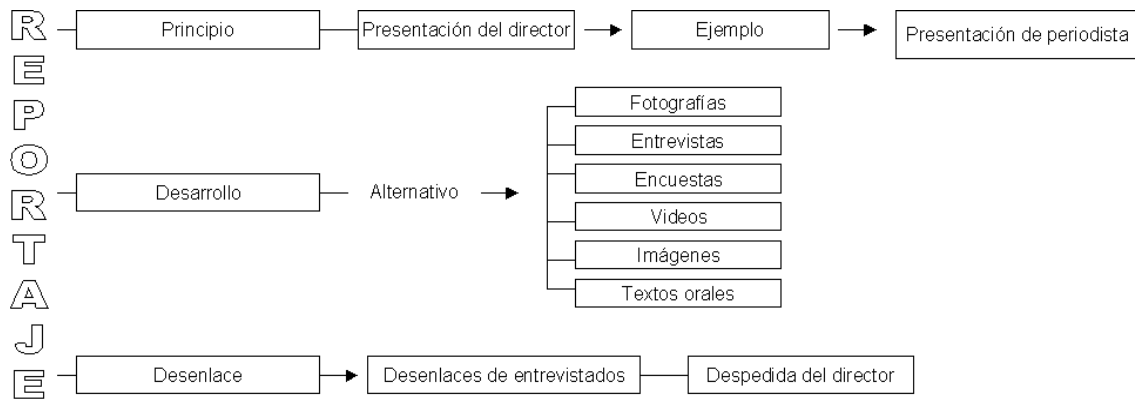 REPORTAJE
Principio
Presentación del director
Ejemplo
Presentación de periodista
Desarrollo
Alternativo
Fotografías
Entrevistas
Encuestas
Videos
Imágenes
Textos orales
Desenlace
Desenlaces de entrevistados
Despedida del director